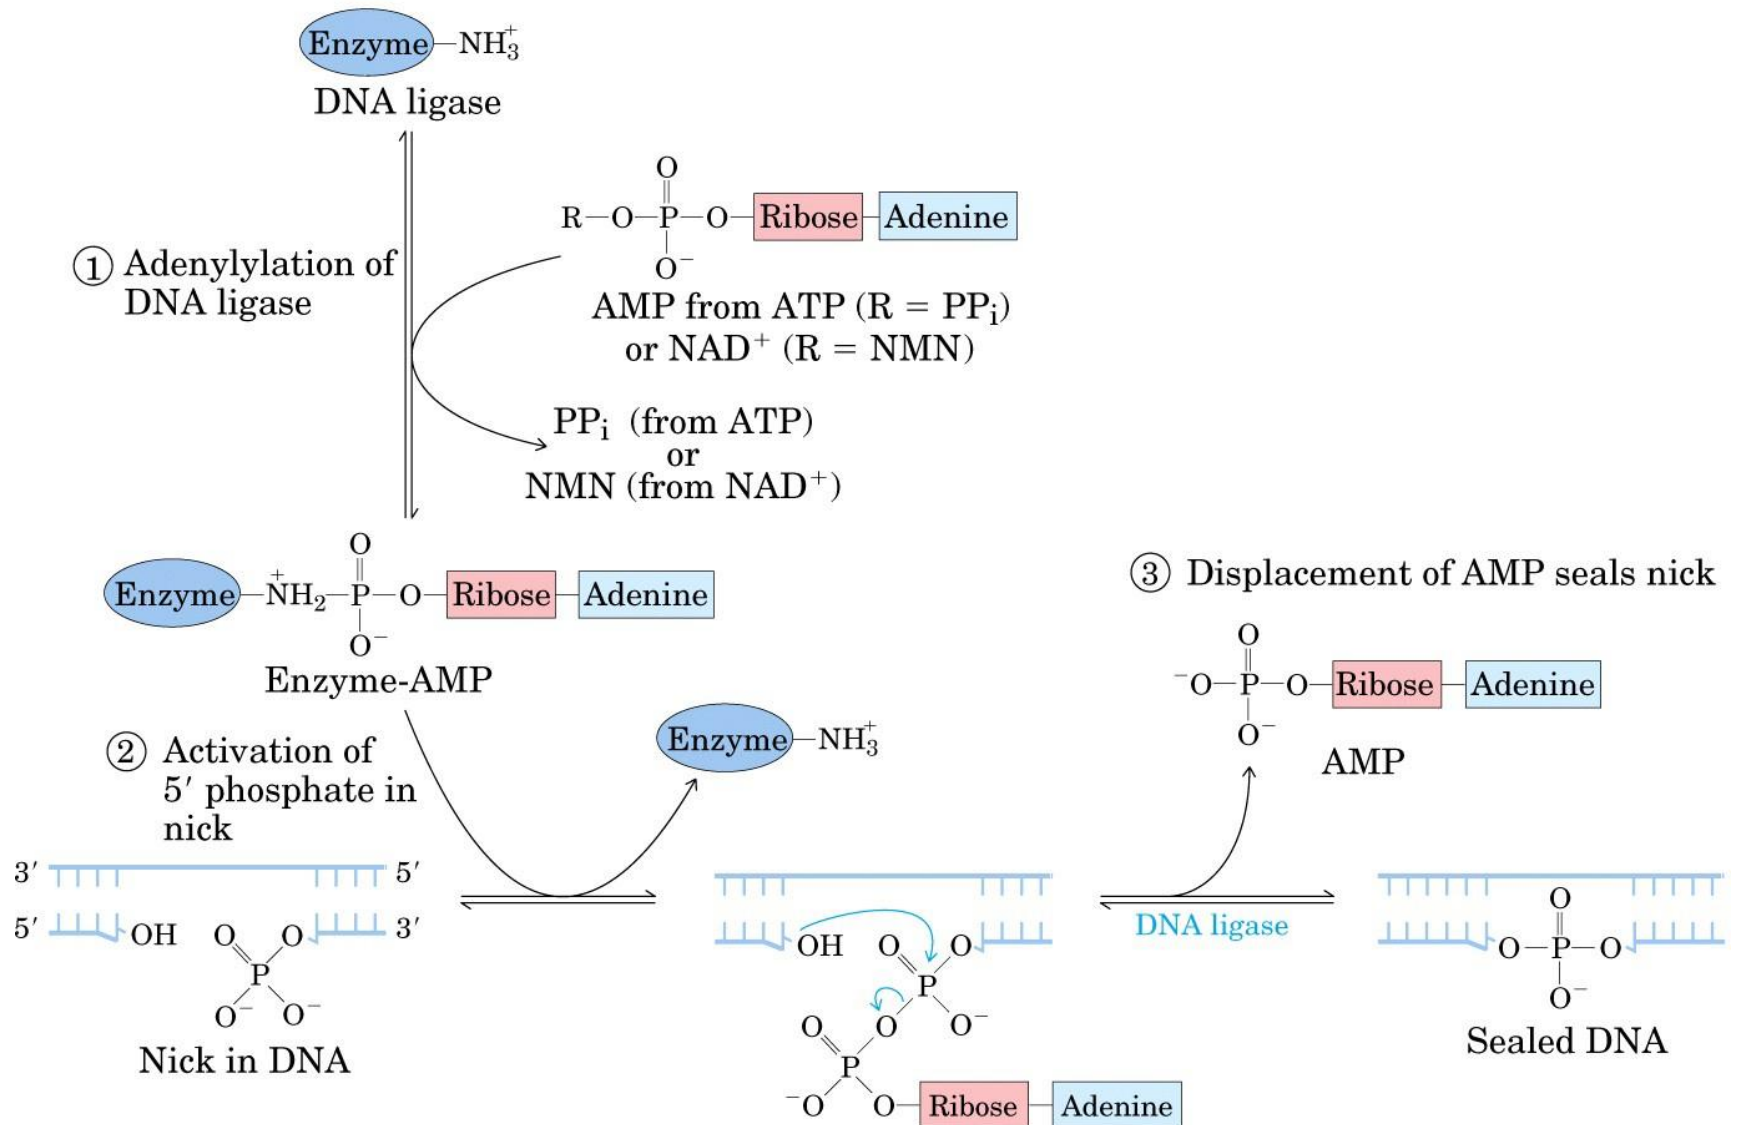 Enzyme—NH₃⁺
DNA ligase
① Adenylylation of
DNA ligase
O
R—O—P—O—Ribose—Adenine
O⁻
AMP from ATP (R = PPᵢ)
or NAD⁺ (R = NMN)
PPᵢ (from ATP)
or
NMN (from NAD⁺)
O
Enzyme—N⁺H₂—P—O—Ribose—Adenine
O⁻
Enzyme-AMP
② Activation of
5′ phosphate in
nick
Enzyme—NH₃⁺
③ Displacement of AMP seals nick
O
⁻O—P—O—Ribose—Adenine
O⁻
AMP
3′ 5′
5′ OH O O 3′
P
O⁻ O⁻
Nick in DNA
OH O O
P
O O⁻
O
P
⁻O O—Ribose—Adenine
DNA ligase
O
O—P—O
O⁻
Sealed DNA